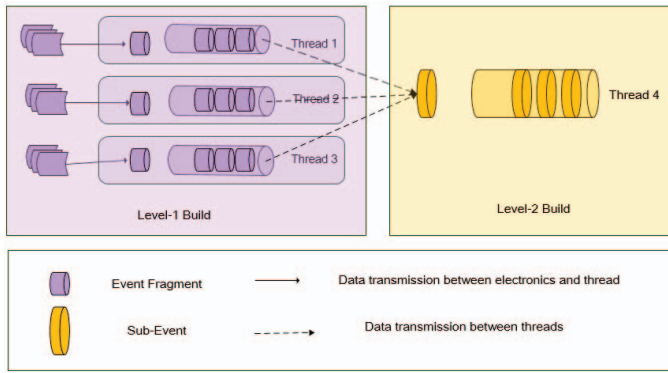 Thread 1
Thread 2
Thread 3
Thread 4
Level-1 Build
Level-2 Build
Event Fragment
Data transmission between electronics and thread
Sub-Event
Data transmission between threads